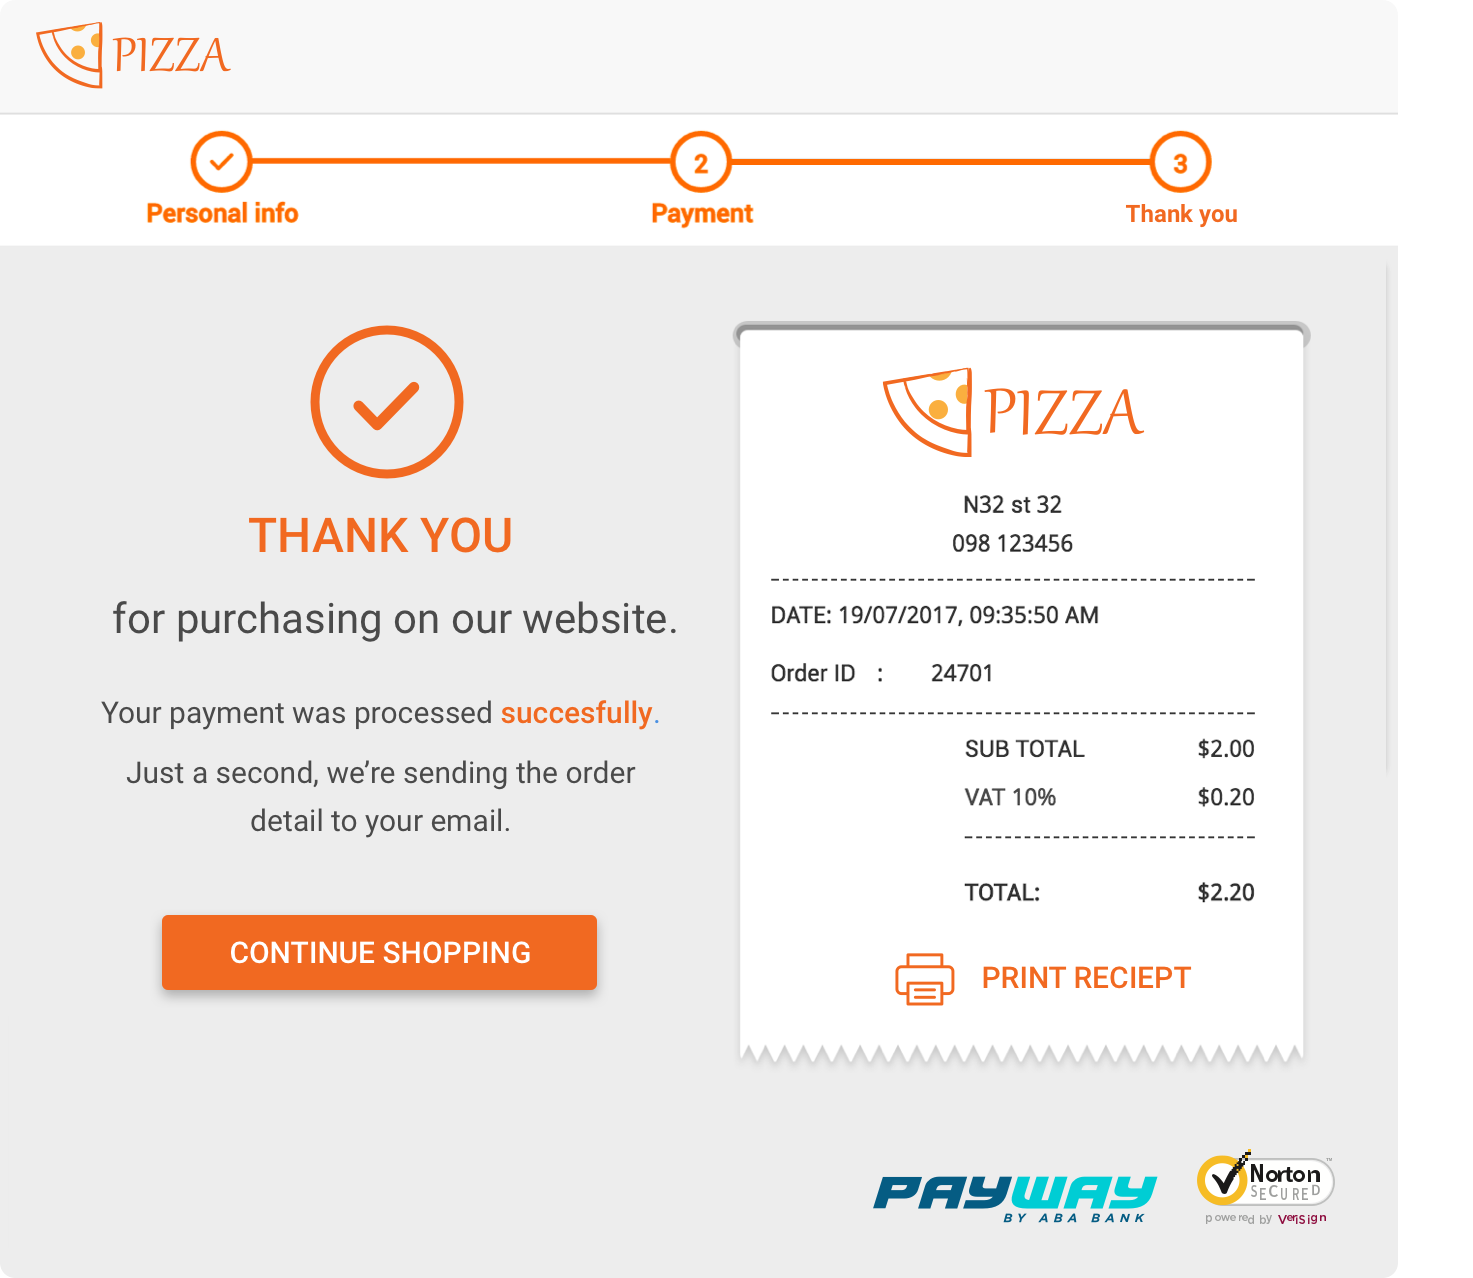 PIZZA
2
3
Personal info
Payment
Thank you
THANK YOU
for purchasing on our website.
Your payment was processed succesfully.
Just a second, we’re sending the order
detail to your email.
CONTINUE SHOPPING
PIZZA
N32 st 32
098 123456
DATE: 19/07/2017, 09:35:50 AM
Order ID : 24701
SUB TOTAL $2.00
VAT 10% $0.20
TOTAL: $2.20
PRINT RECIEPT
PAYWAY
BY ABA BANK
Norton™
SECURED
powered by VeriSign